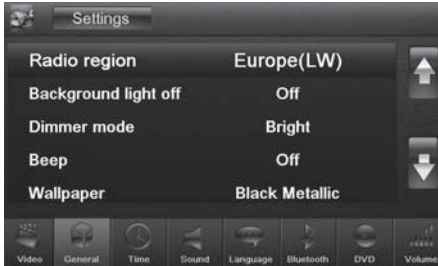 Settings
Radio region Europe(LW)
Background light off Off
Dimmer mode Bright
Beep Off
Wallpaper Black Metallic
Video General Time Sound Language Bluetooth DVD Volume